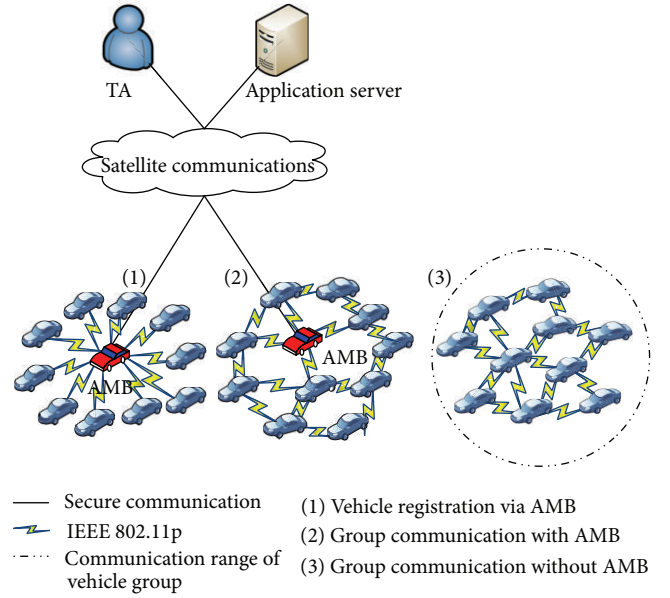 TA
Application server
Satellite communications
(1)
(2)
(3)
AMB
AMB
Secure communication
IEEE 802.11p
Communication range of
vehicle group
(1) Vehicle registration via AMB
(2) Group communication with AMB
(3) Group communication without AMB